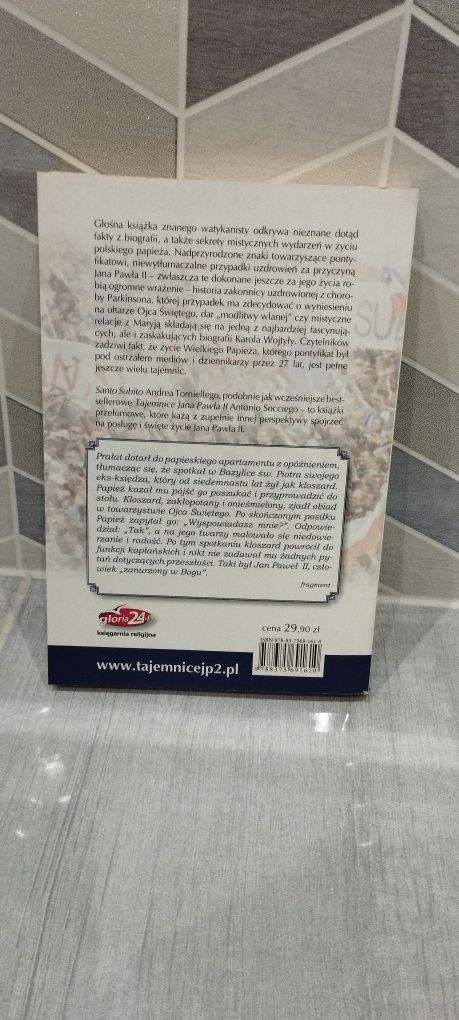 Głośna książka znanego watykanisty odkrywa nieznane dotąd
fakty z biografii, a także sekrety mistycznych wydarzeń w życiu
polskiego papieża. Nadprzyrodzone znaki towarzyszące ponty-
fikatowi, niewytłumaczalne przypadki uzdrowień za przyczyną
Jana Pawła II – zwłaszcza te dokonane jeszcze za jego życia ro-
bią ogromne wrażenie – historia zakonnicy uzdrowionej z choro-
by Parkinsona, której przypadek ma zdecydować o wyniesieniu
na ołtarze Ojca Świętego, dar „modlitwy wlanej" czy mistyczne
relacje z Maryją składają się na jedną z najbardziej fascynują-
cych, ale i zaskakujących biografii Karola Wojtyły. Czytelników
zadziwi fakt, że życie Wielkiego Papieża, którego pontyfikat był
pod ostrzałem mediów i dziennikarzy przez 27 lat, jest pełne
jeszcze wielu tajemnic.
Santo Subito Andrea Torniellego, podobnie jak wcześniejsze best-
sellerowe Tajemnice Jana Pawła II Antonio Socciego – to książki
przełomowe, które każą z zupełnie innej perspektywy spojrzeć
na posługę i święte życie Jana Pawła II.
Prałat dotarł do papieskiego apartamentu z opóźnieniem,
tłumacząc się, że spotkał w Bazylice św. Piotra swojego
eks-księdza, który od siedemnastu lat żył jak kloszard.
Papież kazał mu pójść go poszukać i przyprowadzić do
stołu. Kloszard, zakłopotany i onieśmielony, zjadł obiad
w towarzystwie Ojca Świętego. Po skończonym posiłku
Papież zapytał go: „Wyspowiadasz mnie?". Odpowie-
dział: „Tak", a na jego twarzy malowało się niedowie-
rzanie i radość. Po tym spotkaniu kloszard powrócił do
funkcji kapłańskich i nikt nie zadawał mu żadnych py-
tań dotyczących przeszłości. Taki był Jan Paweł II, czło-
wiek „zanurzony w Bogu".
fragment
gloria24.pl
księgarnia religijna
cena 29,90 zł
ISBN 978-83-7569-161-0
9 788375 691610
www.tajemnicejp2.pl